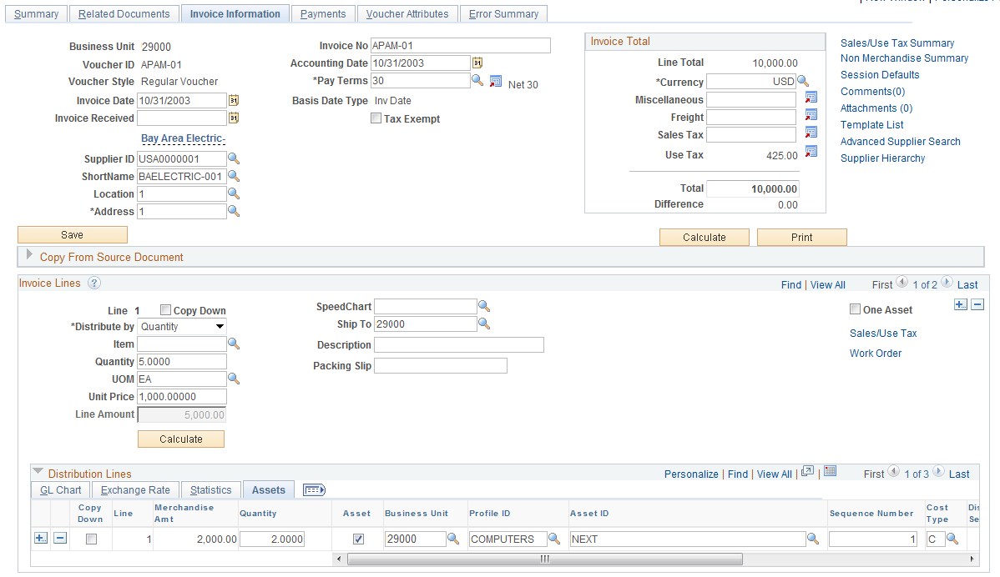 Summary Related Documents Invoice Information Payments Voucher Attributes Error Summary
Business Unit 29000
Voucher ID APAM-01
Voucher Style Regular Voucher
Invoice Date 10/31/2003
Invoice Received
Bay Area Electric-
Supplier ID USA0000001
ShortName BAELECTRIC-001
Location 1
*Address 1
Save
Invoice No APAM-01
Accounting Date 10/31/2003
*Pay Terms 30 Net 30
Basis Date Type Inv Date
Tax Exempt
Invoice Total
Line Total 10,000.00
*Currency USD
Miscellaneous
Freight
Sales Tax
Use Tax 425.00
Total 10,000.00
Difference 0.00
Calculate Print
Sales/Use Tax Summary
Non Merchandise Summary
Session Defaults
Comments(0)
Attachments (0)
Template List
Advanced Supplier Search
Supplier Hierarchy
Copy From Source Document
Invoice Lines ? Find | View All First 1 of 2 Last
Line 1 Copy Down
*Distribute by Quantity
Item
Quantity 5.0000
UOM EA
Unit Price 1,000.00000
Line Amount 5,000.00
Calculate
SpeedChart
Ship To 29000
Description
Packing Slip
One Asset
Sales/Use Tax
Work Order
Distribution Lines Personalize | Find | View All | | First 1 of 3 Last
GL Chart Exchange Rate Statistics Assets
Copy Down Line Merchandise Amt Quantity Asset Business Unit Profile ID Asset ID Sequence Number Cost Type
1 2,000.00 2.0000 29000 COMPUTERS NEXT 1 C